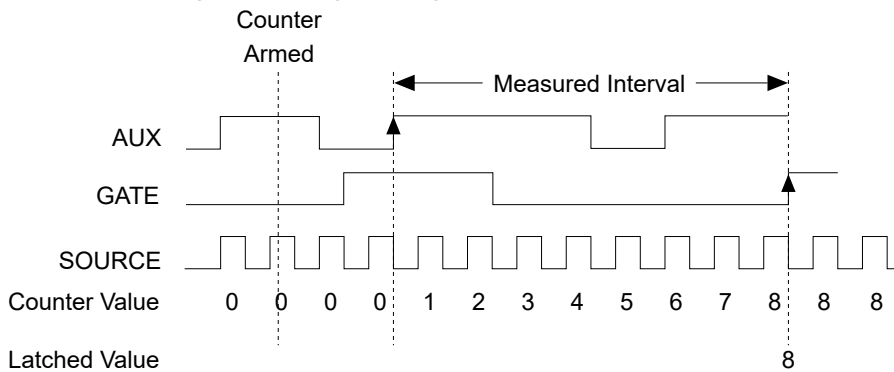 Counter
Armed
Measured Interval
AUX
GATE
SOURCE
Counter Value 0 0 0 0 1 2 3 4 5 6 7 8 8 8
Latched Value 8